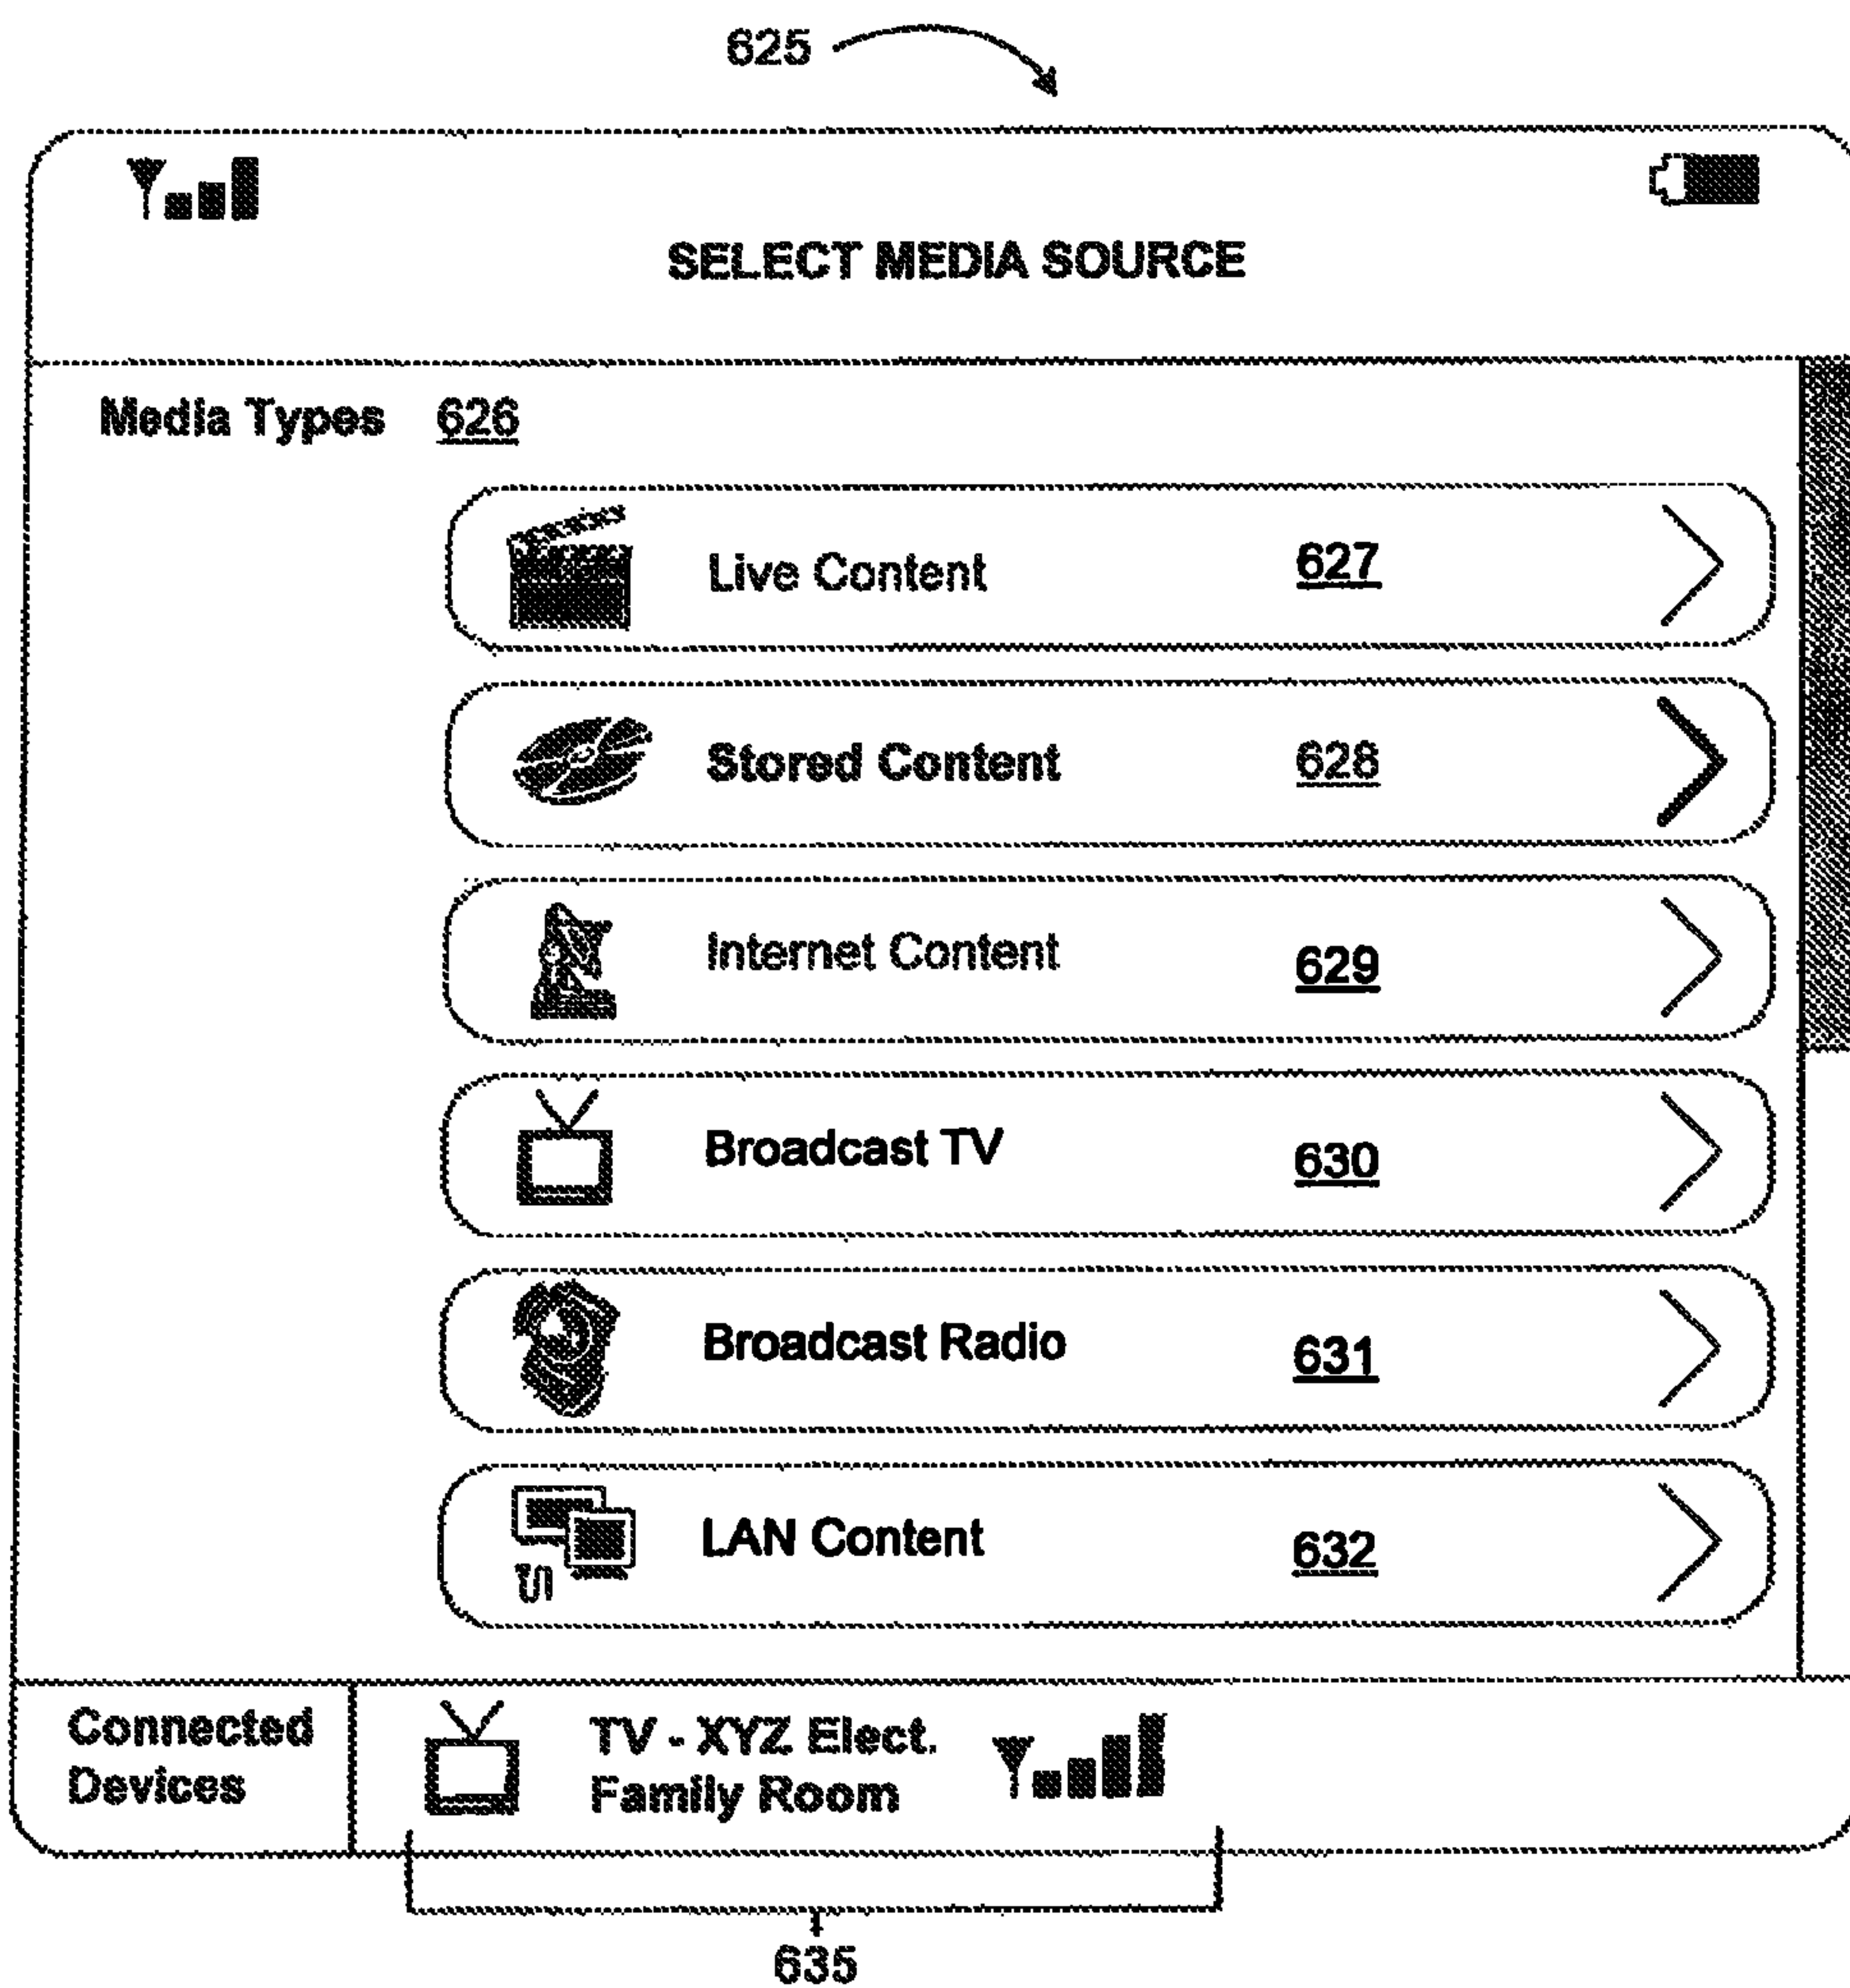 625
SELECT MEDIA SOURCE
Media Types 626
Live Content 627
Stored Content 628
Internet Content 629
Broadcast TV 630
Broadcast Radio 631
LAN Content 632
Connected
Devices
TV - XYZ Elect.
Family Room
635